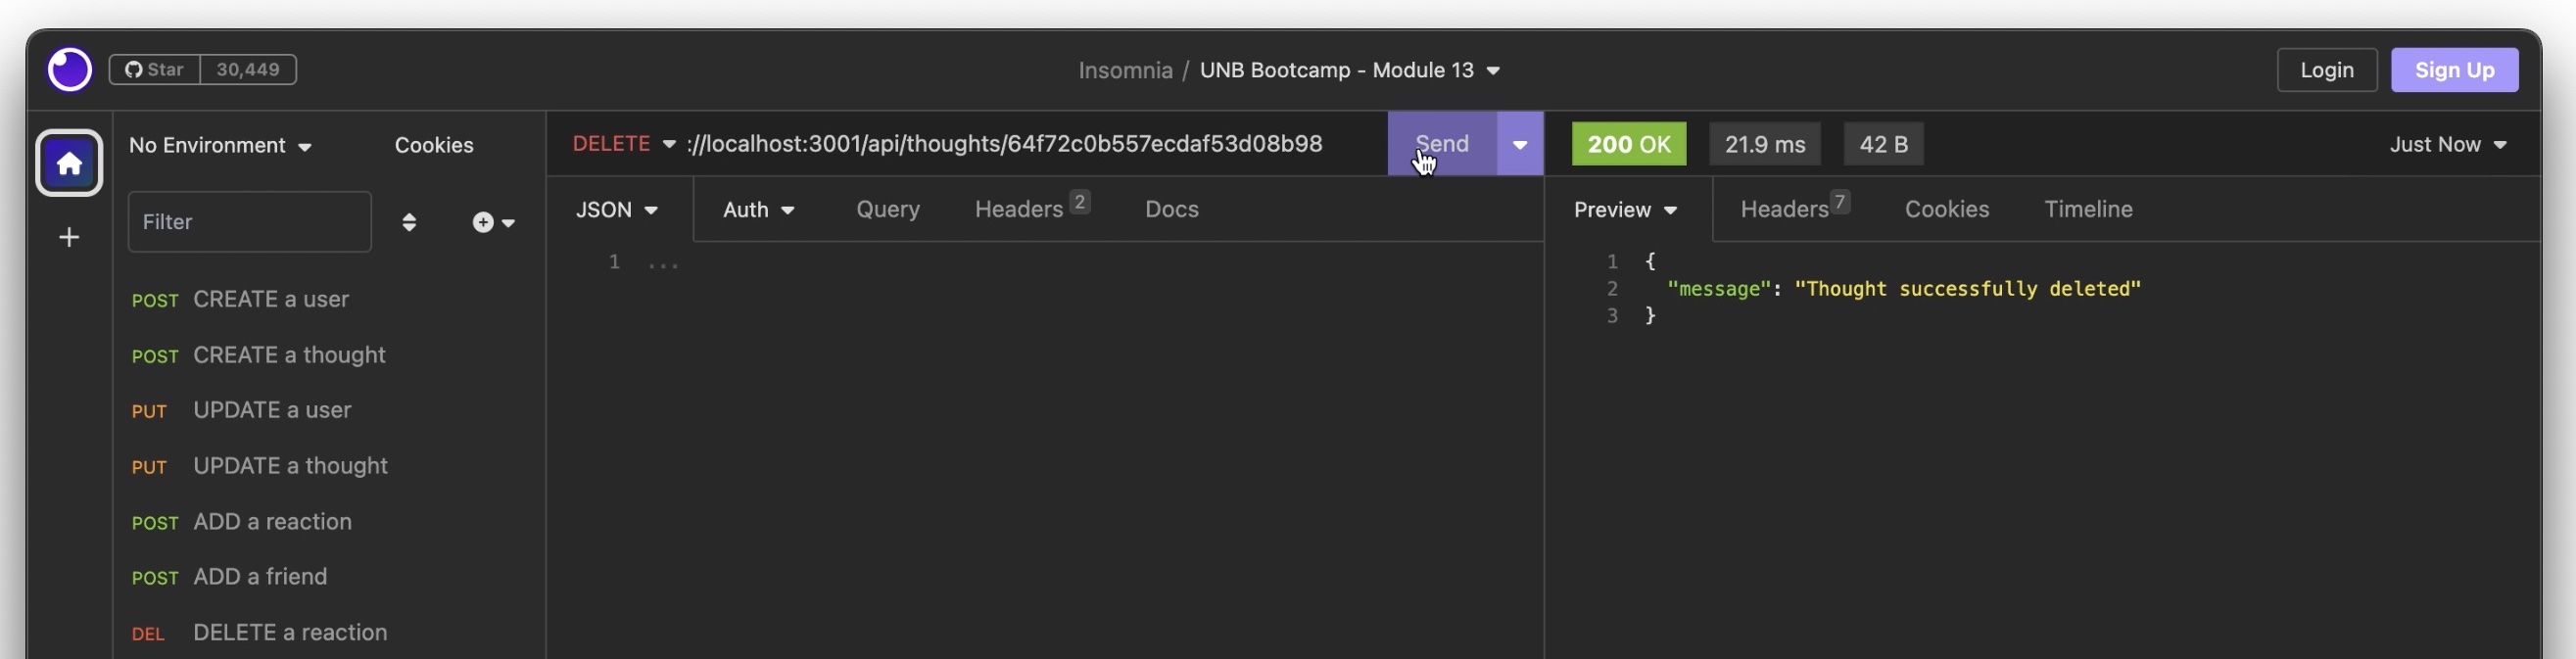 Star 30,449
Insomnia / UNB Bootcamp - Module 13
Login Sign Up
No Environment Cookies
Filter
POST CREATE a user
POST CREATE a thought
PUT UPDATE a user
PUT UPDATE a thought
POST ADD a reaction
POST ADD a friend
DEL DELETE a reaction
DELETE ://localhost:3001/api/thoughts/64f72c0b557ecdaf53d08b98 Send
JSON Auth Query Headers 2 Docs
1 ...
200 OK 21.9 ms 42 B Just Now
Preview Headers 7 Cookies Timeline
1 {
2 "message": "Thought successfully deleted"
3 }